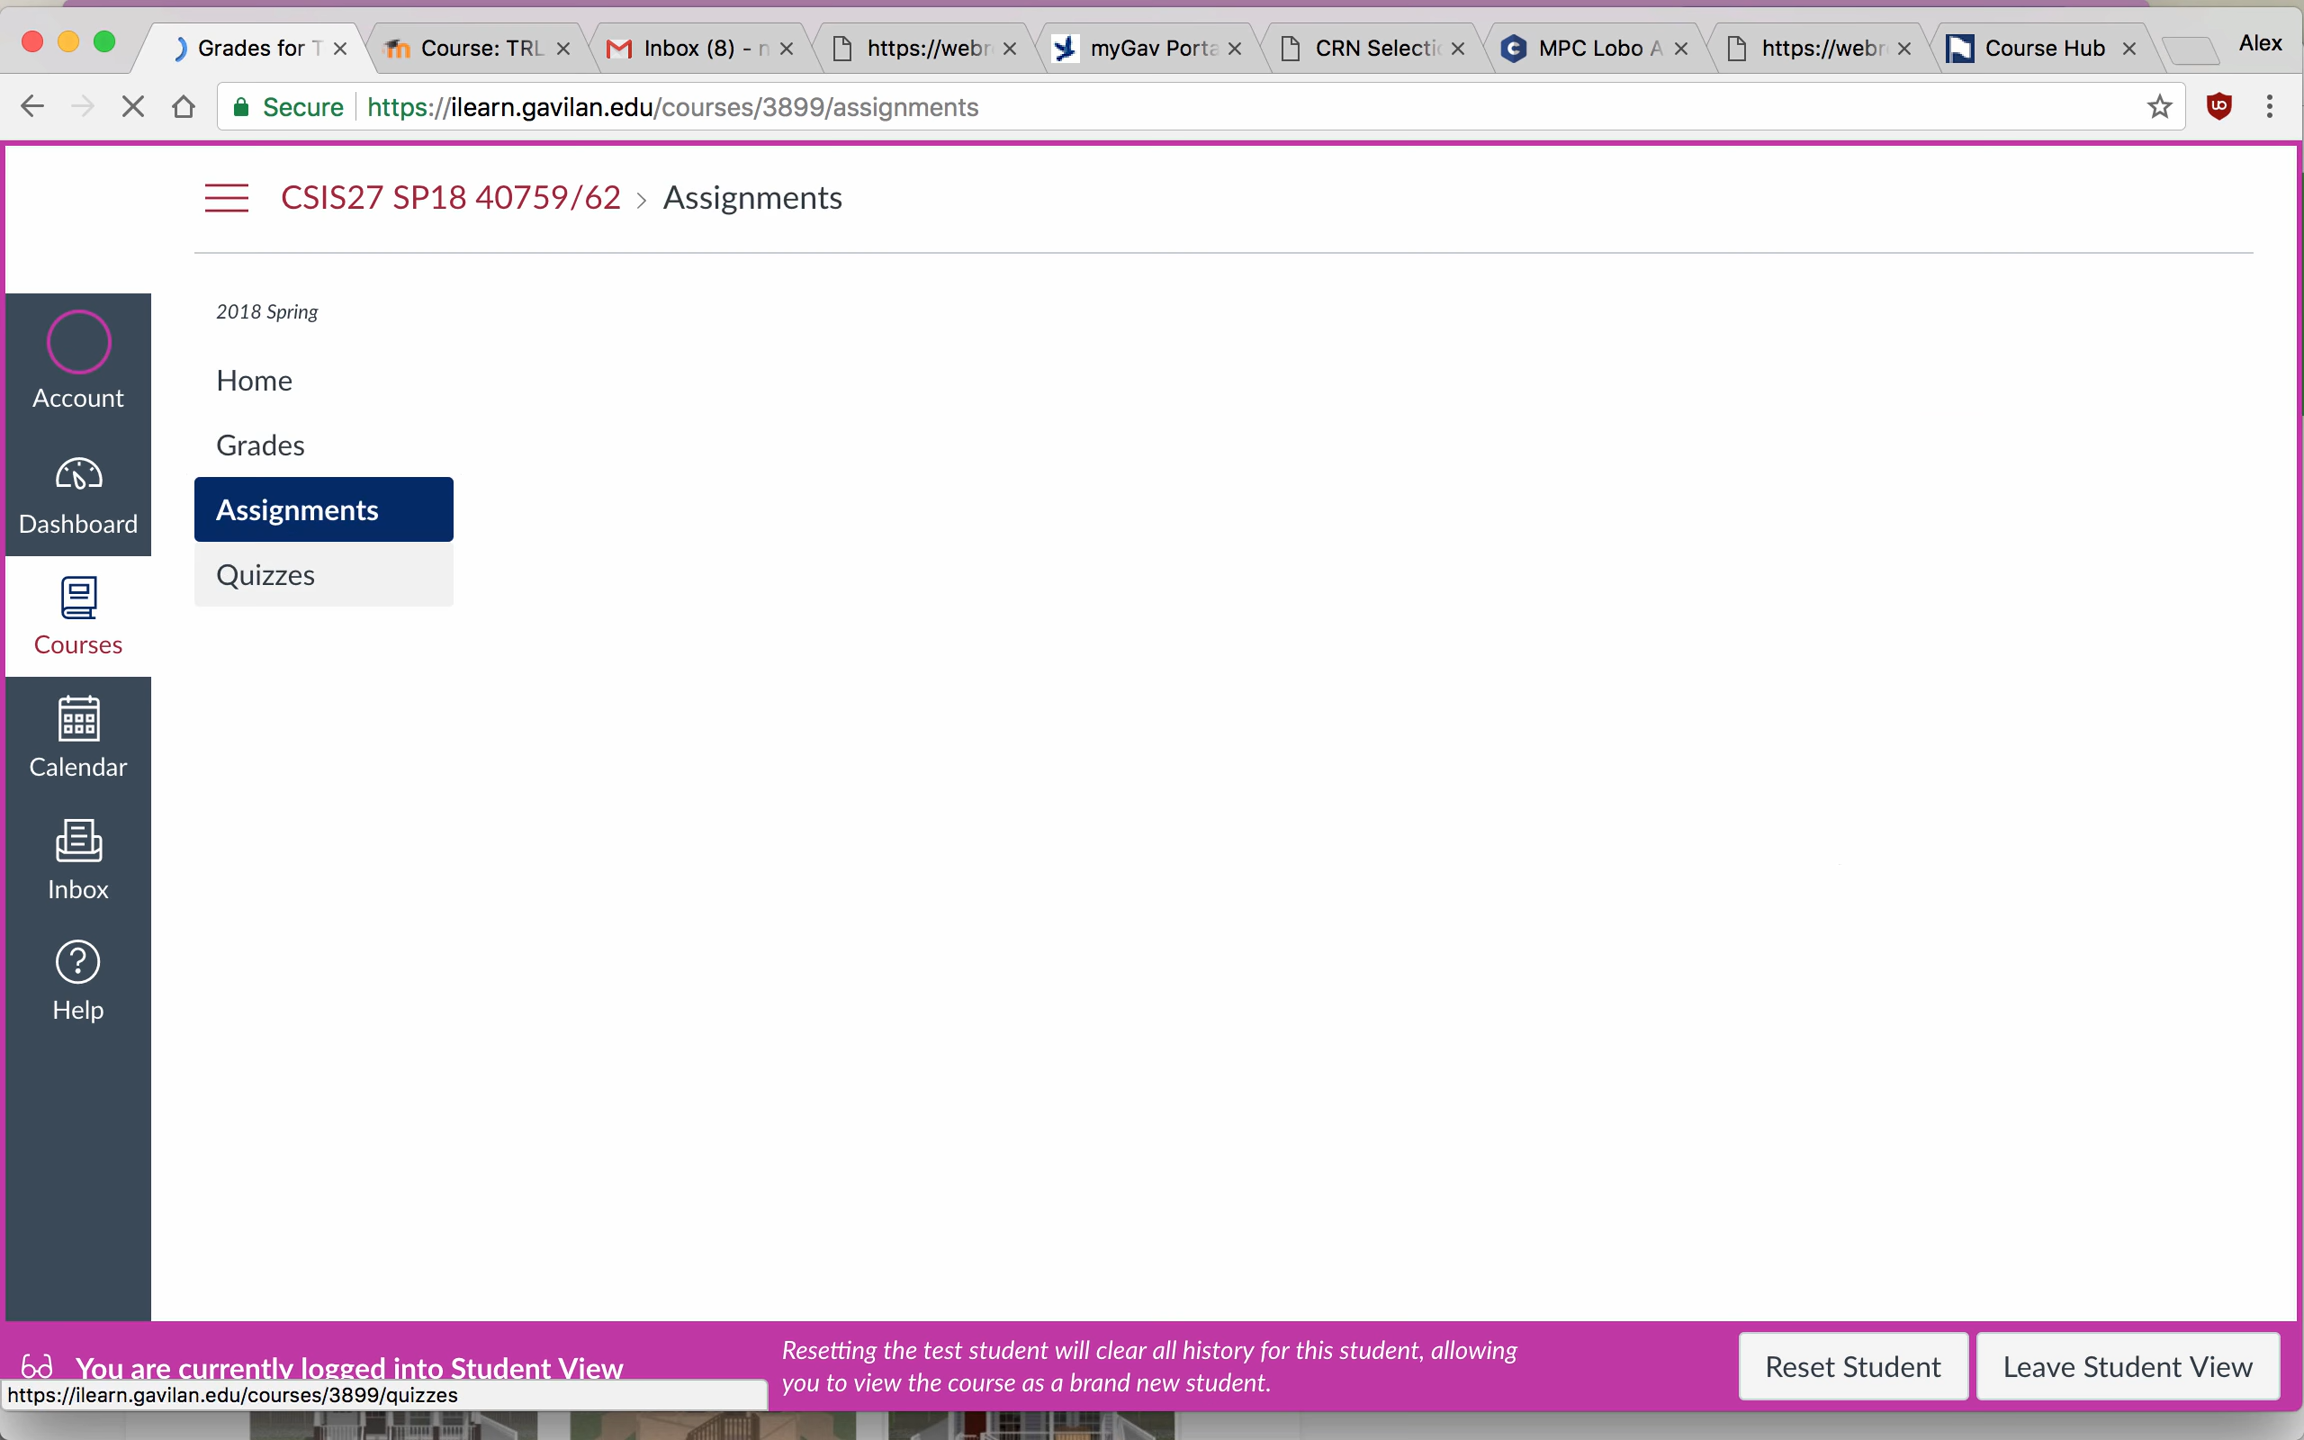 Grades for T
Course: TRL
Inbox (8) - n
https://webr
myGav Porta
CRN Selecti
MPC Lobo A
https://webr
Course Hub
Alex
Secure
https://ilearn.gavilan.edu/courses/3899/assignments
CSIS27 SP18 40759/62 > Assignments
2018 Spring
Home
Grades
Assignments
Quizzes
Account
Dashboard
Courses
Calendar
Inbox
Help
You are currently logged into Student View
Resetting the test student will clear all history for this student, allowing
you to view the course as a brand new student.
Reset Student
Leave Student View
https://ilearn.gavilan.edu/courses/3899/quizzes